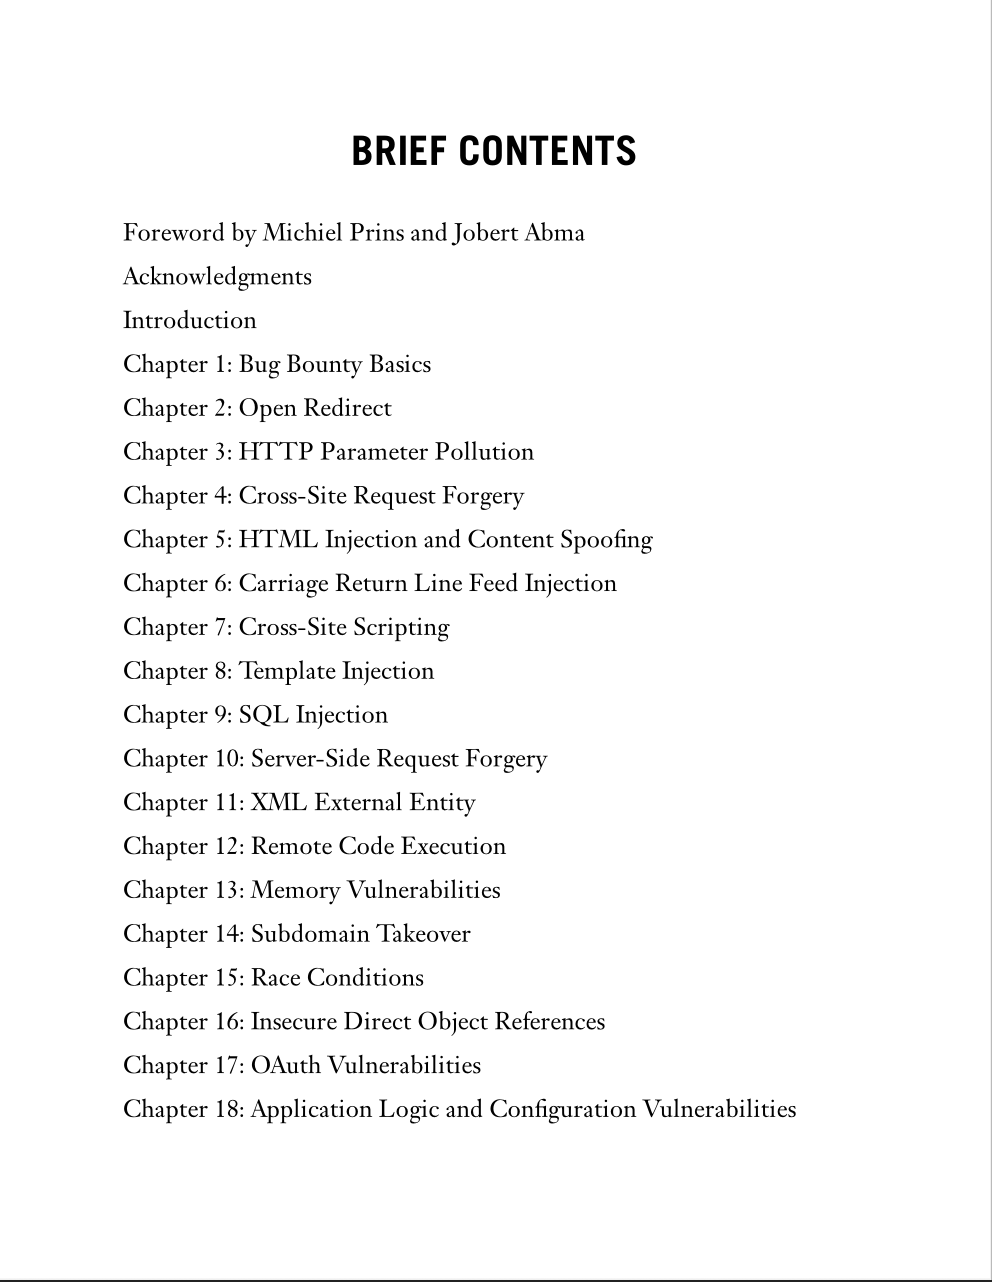 BRIEF CONTENTS
Foreword by Michiel Prins and Jobert Abma
Acknowledgments
Introduction
Chapter 1: Bug Bounty Basics
Chapter 2: Open Redirect
Chapter 3: HTTP Parameter Pollution
Chapter 4: Cross-Site Request Forgery
Chapter 5: HTML Injection and Content Spoofing
Chapter 6: Carriage Return Line Feed Injection
Chapter 7: Cross-Site Scripting
Chapter 8: Template Injection
Chapter 9: SQL Injection
Chapter 10: Server-Side Request Forgery
Chapter 11: XML External Entity
Chapter 12: Remote Code Execution
Chapter 13: Memory Vulnerabilities
Chapter 14: Subdomain Takeover
Chapter 15: Race Conditions
Chapter 16: Insecure Direct Object References
Chapter 17: OAuth Vulnerabilities
Chapter 18: Application Logic and Configuration Vulnerabilities